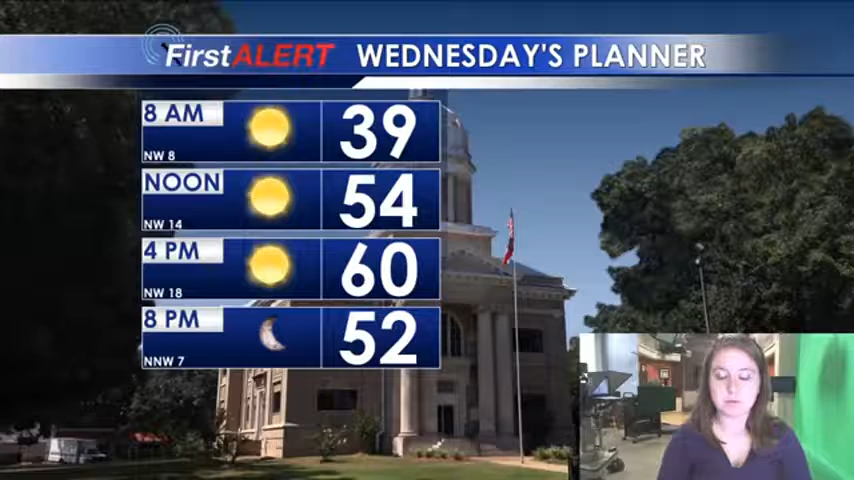 FirstALERT WEDNESDAY'S PLANNER
8 AM 39
NW 8
NOON 54
NW 14
4 PM 60
NW 18
8 PM 52
NNW 7